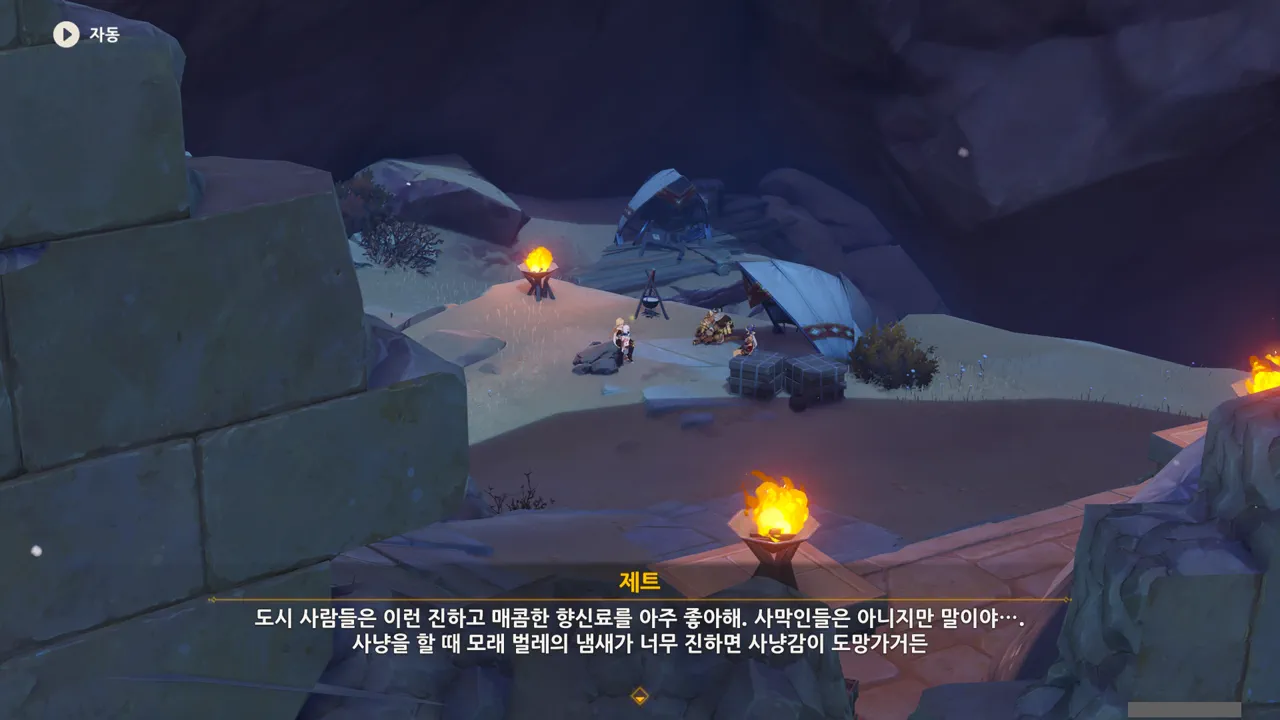 자동
제트
도시 사람들은 이런 진하고 매콤한 향신료를 아주 좋아해. 사막인들은 아니지만 말이야….
사냥을 할 때 모래 벌레의 냄새가 너무 진하면 사냥감이 도망가거든